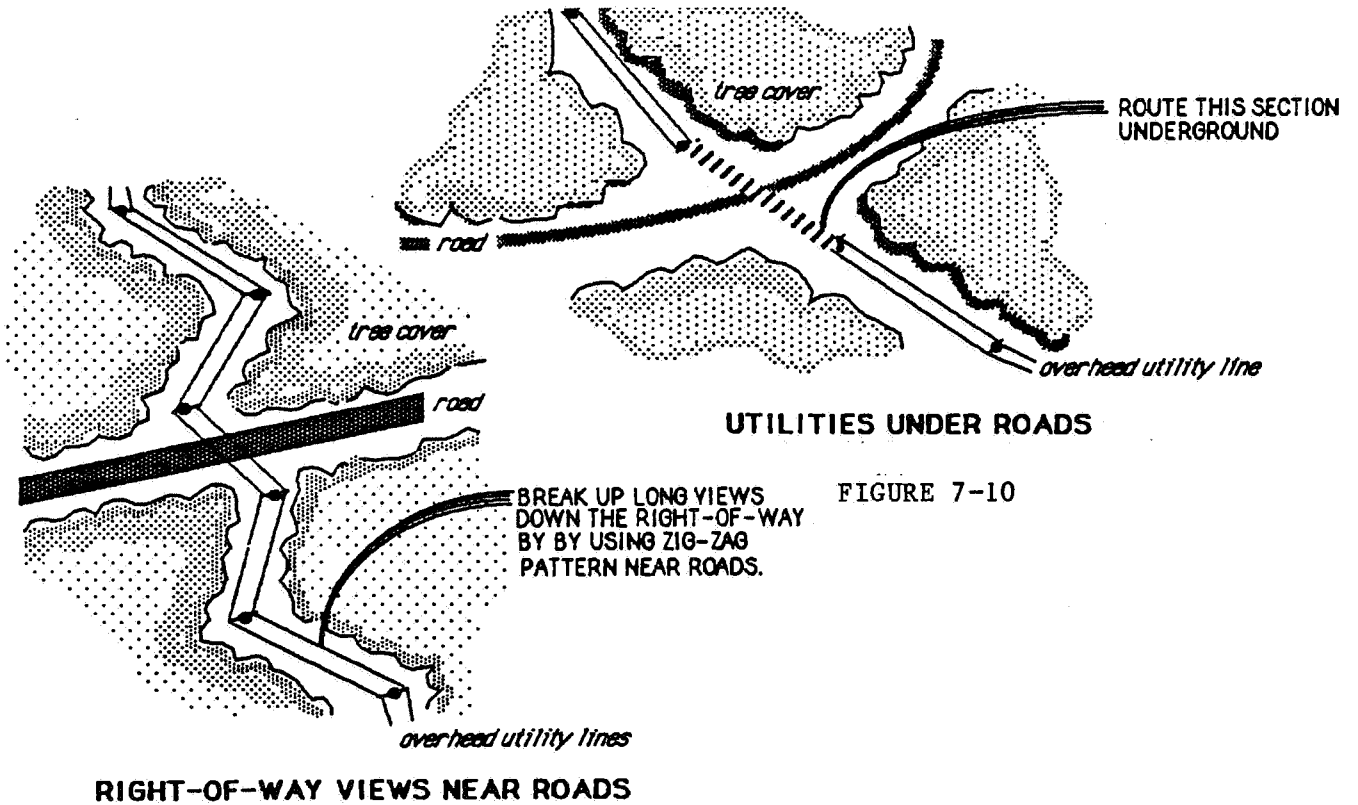 tree cover
ROUTE THIS SECTION
UNDERGROUND
road
overhead utility line
UTILITIES UNDER ROADS
tree cover
road
BREAK UP LONG VIEWS
DOWN THE RIGHT-OF-WAY
BY BY USING ZIG-ZAG
PATTERN NEAR ROADS.
FIGURE 7-10
overhead utility lines
RIGHT-OF-WAY VIEWS NEAR ROADS